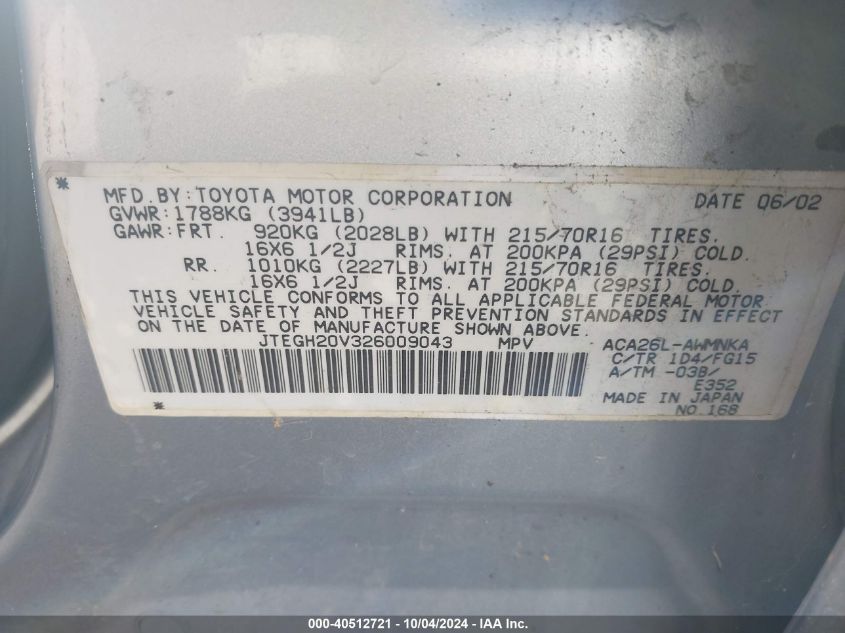 MFD.BY:TOYOTA MOTOR CORPORATION DATE 06/02
GVWR:1788KG (3941LB)
GAWR:FRT. 920KG (2028LB) WITH 215/70R16 TIRES.
16X6 1/2J RIMS. AT 200KPA (29PSI) COLD.
RR. 1010KG (2227LB) WITH 215/70R16 TIRES.
16X6 1/2J RIMS. AT 200KPA (29PSI) COLD.
THIS VEHICLE CONFORMS TO ALL APPLICABLE FEDERAL MOTOR
VEHICLE SAFETY AND THEFT PREVENTION STANDARDS IN EFFECT
ON THE DATE OF MANUFACTURE SHOWN ABOVE.
JTEGH20V326009043 MPV ACA26L-AWMNKA
C/TR 1D4/FG15
A/TM -03B/
E352
MADE IN JAPAN
NO.168
000-40512721 - 10/04/2024 - IAA Inc.